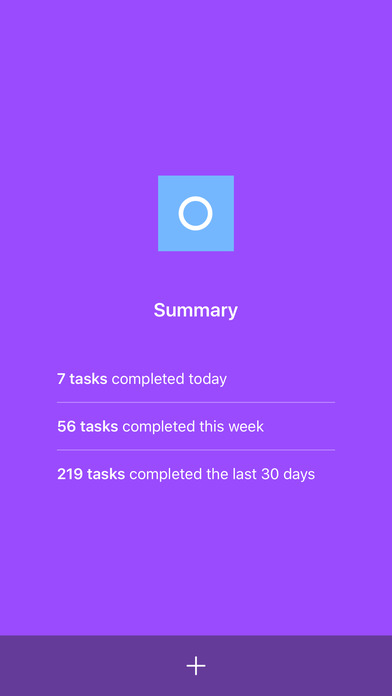 Summary
7 tasks completed today
56 tasks completed this week
219 tasks completed the last 30 days